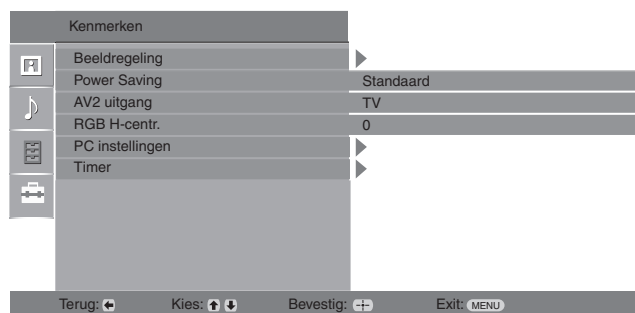 Kenmerken
Beeldregeling
Power Saving Standaard
AV2 uitgang TV
RGB H-centr. 0
PC instellingen
Timer
Terug: Kies: Bevestig: Exit: MENU